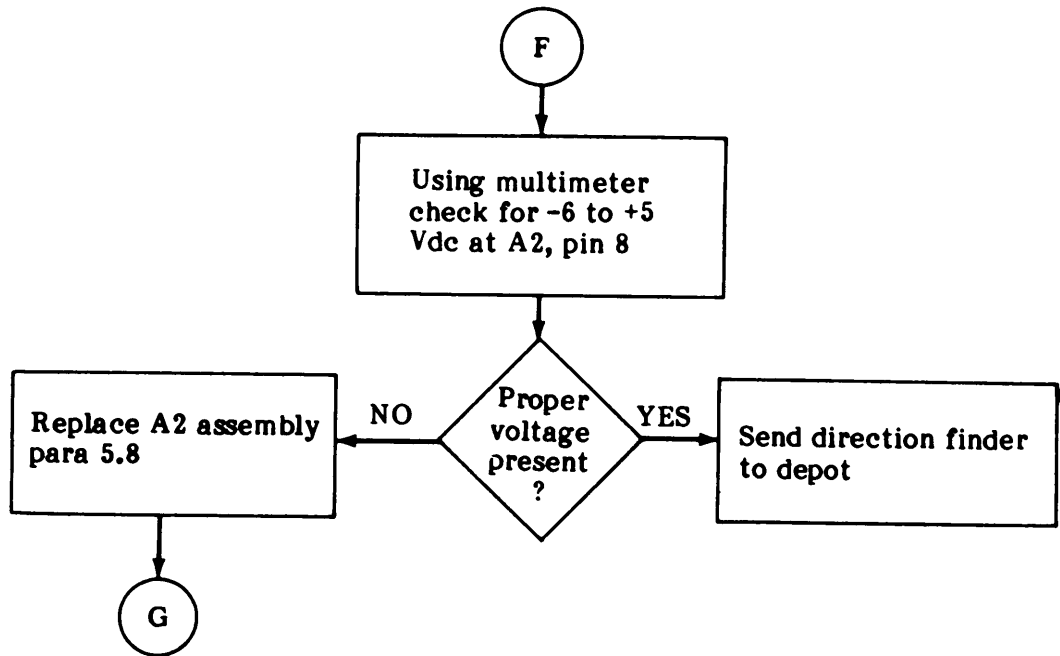 F
Using multimeter
check for -6 to +5
Vdc at A2, pin 8
Proper
voltage
present
?
NO
YES
Replace A2 assembly
para 5.8
Send direction finder
to depot
G